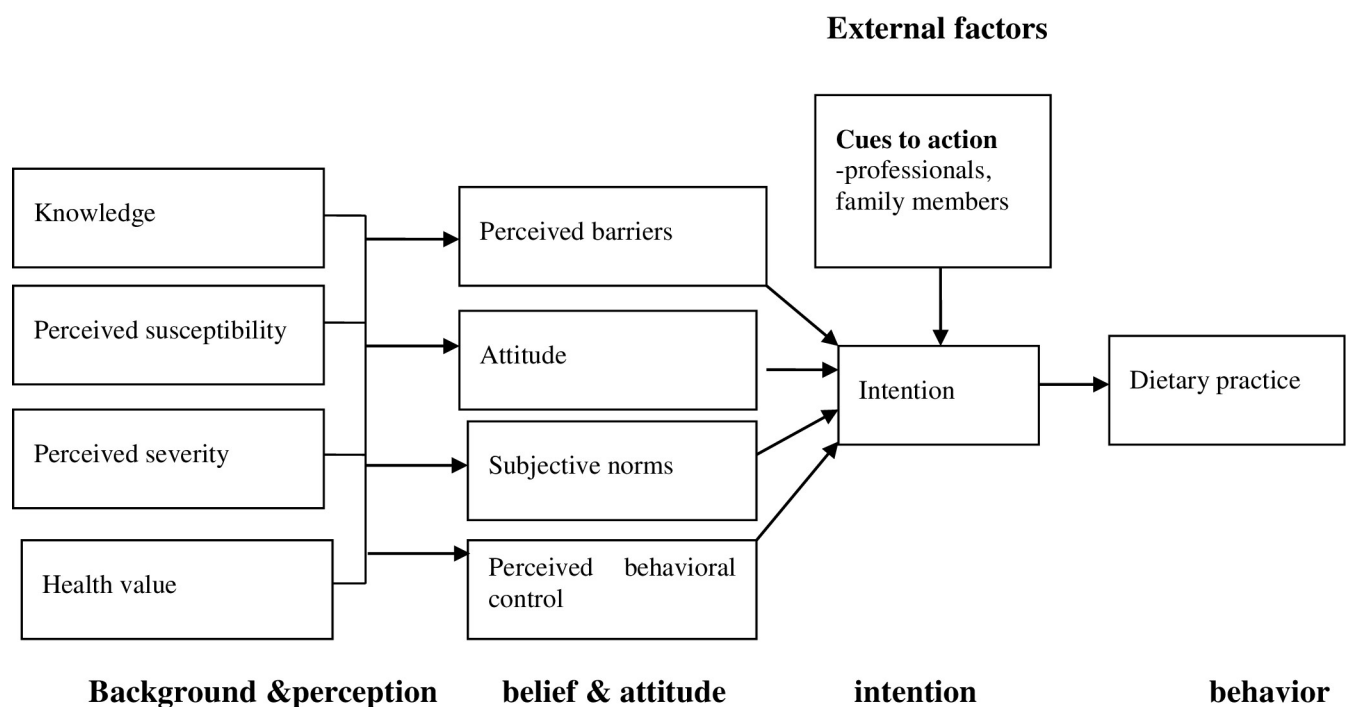 External factors
Cues to action
-professionals,
family members
Knowledge
Perceived susceptibility
Perceived severity
Health value
Perceived barriers
Attitude
Subjective norms
Perceived behavioral
control
Intention
Dietary practice
Background &perception
belief & attitude
intention
behavior